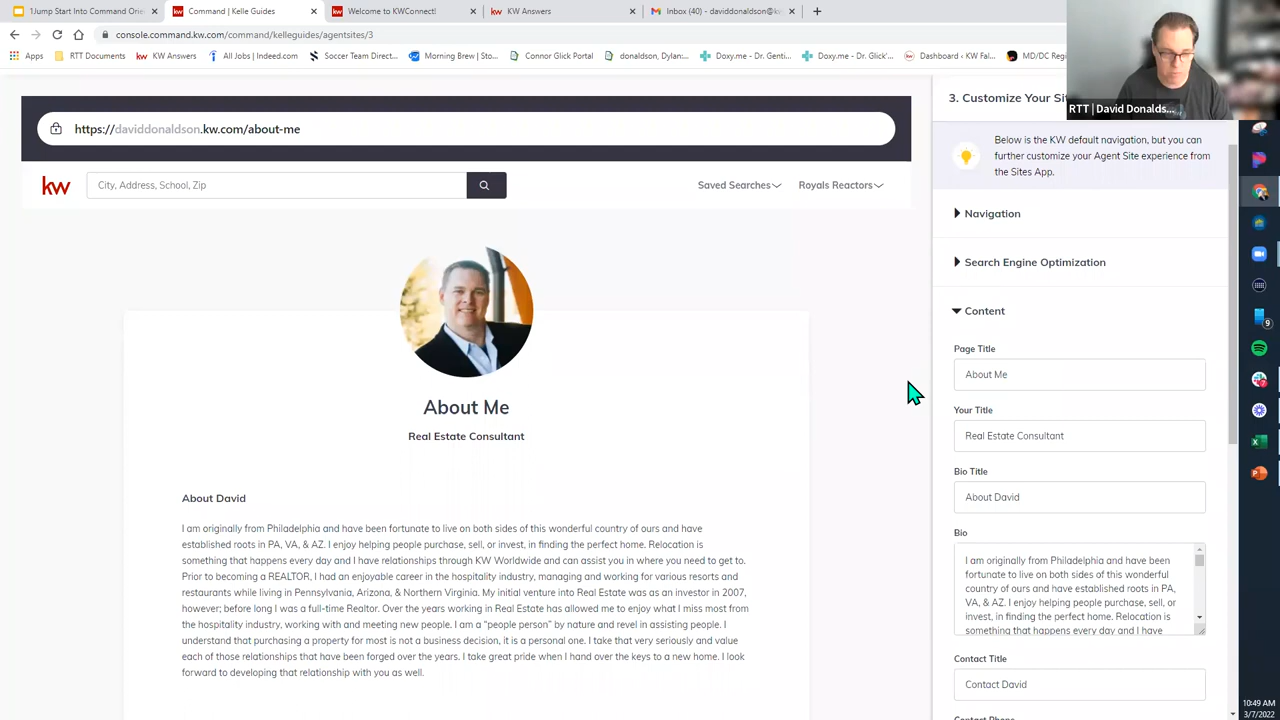 1Jump Start Into Command Orie
Command | Kelle Guides
Welcome to KWConnect!
KW Answers
Inbox (40) - daviddonaldson@k
console.command.kw.com/command/kelleguides/agentsites/3
Apps
RTT Documents
KW Answers
All Jobs | Indeed.com
Soccer Team Direct...
Morning Brew | Sto...
Connor Glick Portal
donaldson, Dylan:...
Doxy.me - Dr. Genti...
Doxy.me - Dr. Glick'...
Dashboard ‹ KW Fal...
MD/DC Regi
RTT | David Donalds...
https://daviddonaldson.kw.com/about-me
kw
City, Address, School, Zip
Saved Searches
Royals Reactors
About Me
Real Estate Consultant
About David
I am originally from Philadelphia and have been fortunate to live on both sides of this wonderful country of ours and have
established roots in PA, VA, & AZ. I enjoy helping people purchase, sell, or invest, in finding the perfect home. Relocation is
something that happens every day and I have relationships through KW Worldwide and can assist you in where you need to get to.
Prior to becoming a REALTOR, I had an enjoyable career in the hospitality industry, managing and working for various resorts and
restaurants while living in Pennsylvania, Arizona, & Northern Virginia. My initial venture into Real Estate was as an investor in 2007,
however; before long I was a full-time Realtor. Over the years working in Real Estate has allowed me to enjoy what I miss most from
the hospitality industry, working with and meeting new people. I am a “people person” by nature and revel in assisting people. I
understand that purchasing a property for most is not a business decision, it is a personal one. I take that very seriously and value
each of those relationships that have been forged over the years. I take great pride when I hand over the keys to a new home. I look
forward to developing that relationship with you as well.
3. Customize Your Si
Below is the KW default navigation, but you can
further customize your Agent Site experience from
the Sites App.
Navigation
Search Engine Optimization
Content
Page Title
About Me
Your Title
Real Estate Consultant
Bio Title
About David
Bio
I am originally from Philadelphia and have been
fortunate to live on both sides of this wonderful
country of ours and have established roots in PA,
VA, & AZ. I enjoy helping people purchase, sell, or
invest, in finding the perfect home. Relocation is
something that happens every day and I have
Contact Title
Contact David
Contact Phone
9
10:49 AM
3/7/2022